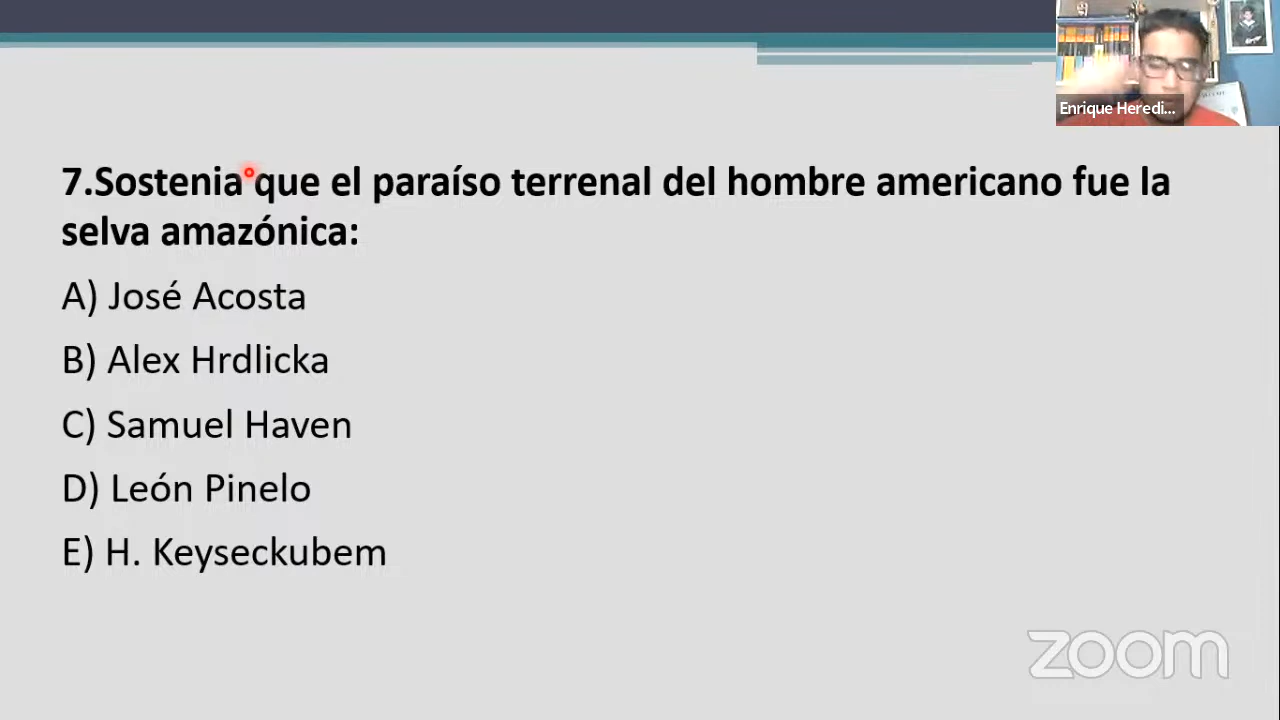 Enrique Heredi...
7.Sostenia que el paraíso terrenal del hombre americano fue la
selva amazónica:
A) José Acosta
B) Alex Hrdlicka
C) Samuel Haven
D) León Pinelo
E) H. Keyseckubem
zoom